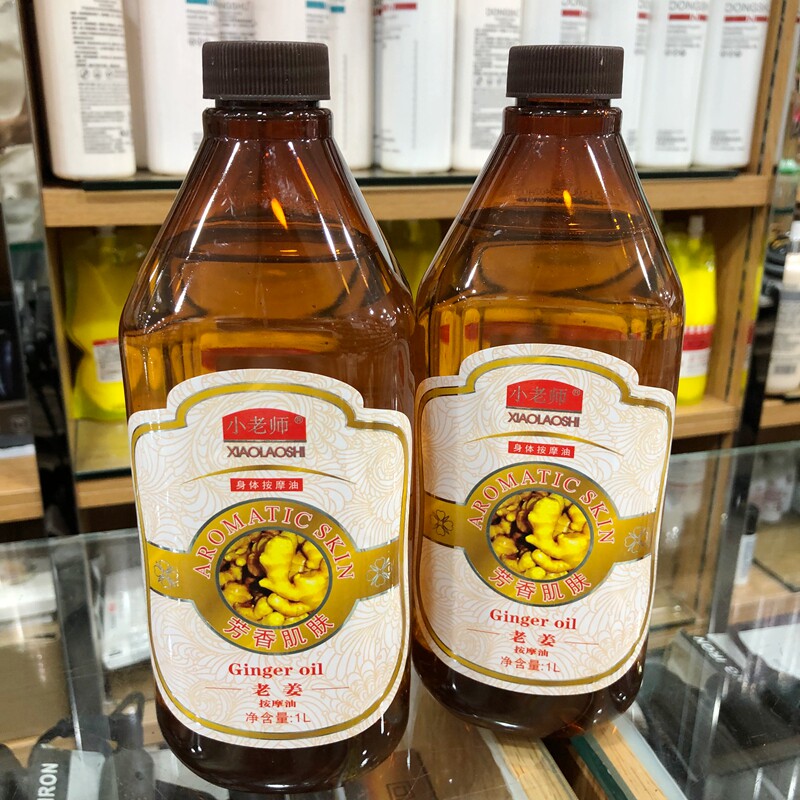 小老师®
XIAOLAOSHI
身体按摩油
AROMATIC SKIN
芳香肌肤
Ginger oil
老姜
按摩油
净含量:1L
小老师®
XIAOLAOSHI
身体按摩油
AROMATIC SKIN
芳香肌肤
Ginger oil
老姜
按摩油
净含量:1L